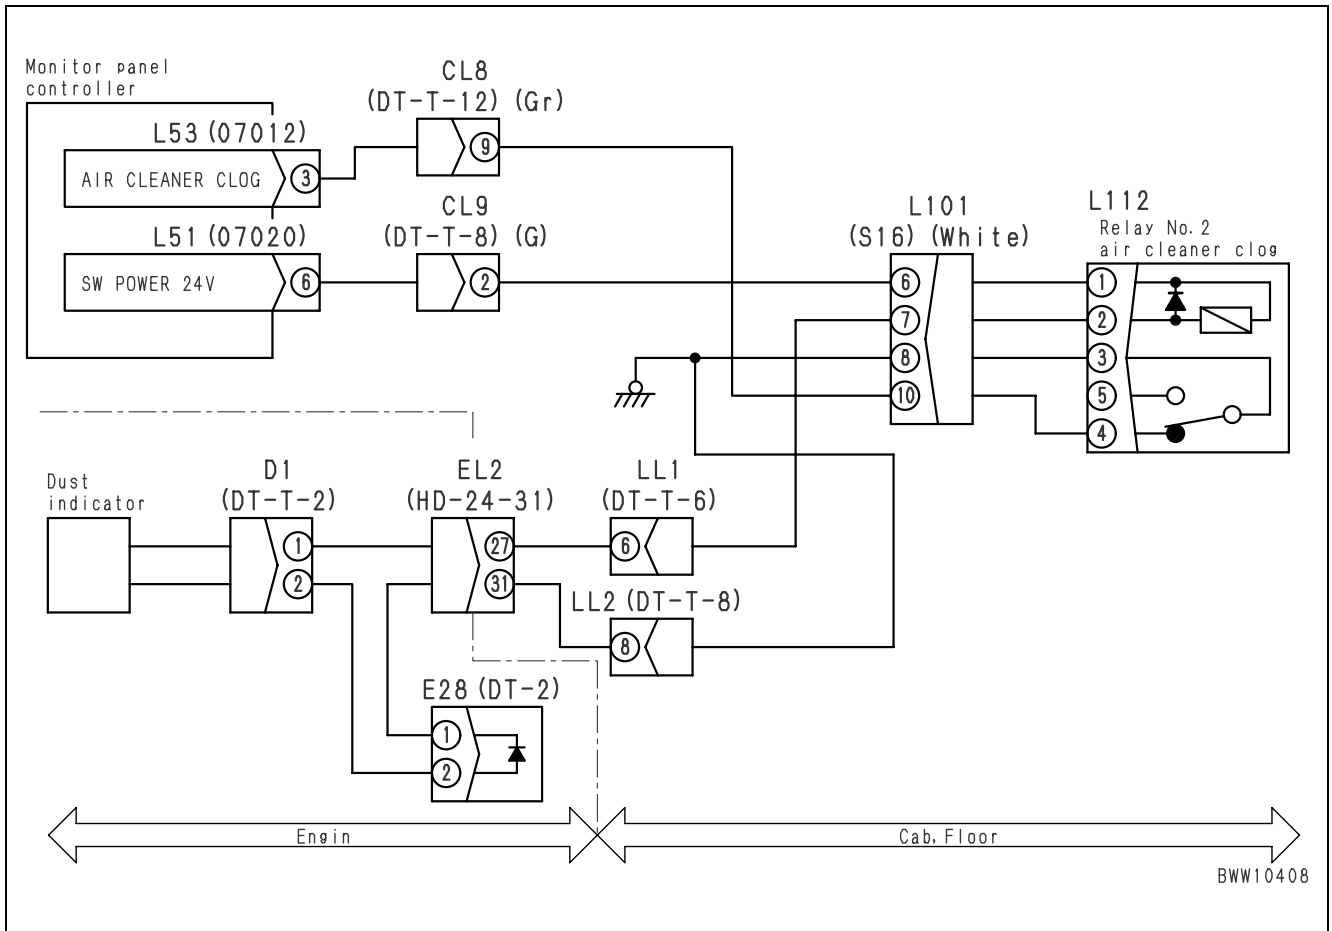 Monitor panel
controller
CL8
(DT-T-12) (Gr)
L53 (07012)
AIR CLEANER CLOG
3
9
L51 (07020)
SW POWER 24V
6
CL9
(DT-T-8) (G)
2
L101
(S16) (White)
6
7
8
10
L112
Relay No. 2
air cleaner clog
1
2
3
5
4
Dust
indicator
D1
(DT-T-2)
1
2
EL2
(HD-24-31)
27
31
LL1
(DT-T-6)
6
LL2 (DT-T-8)
8
E28 (DT-2)
1
2
Engin
Cab, Floor
BWW10408